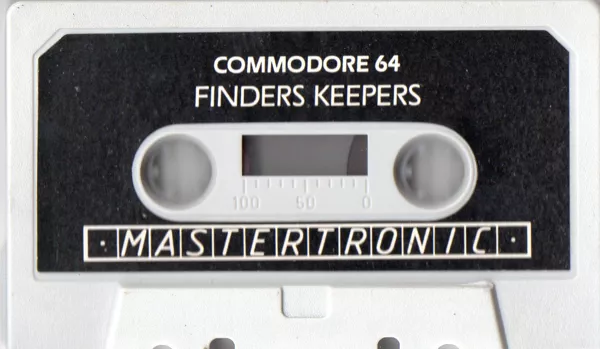 COMMODORE 64
FINDERS KEEPERS
100 50 0
· MASTERTRONIC ·